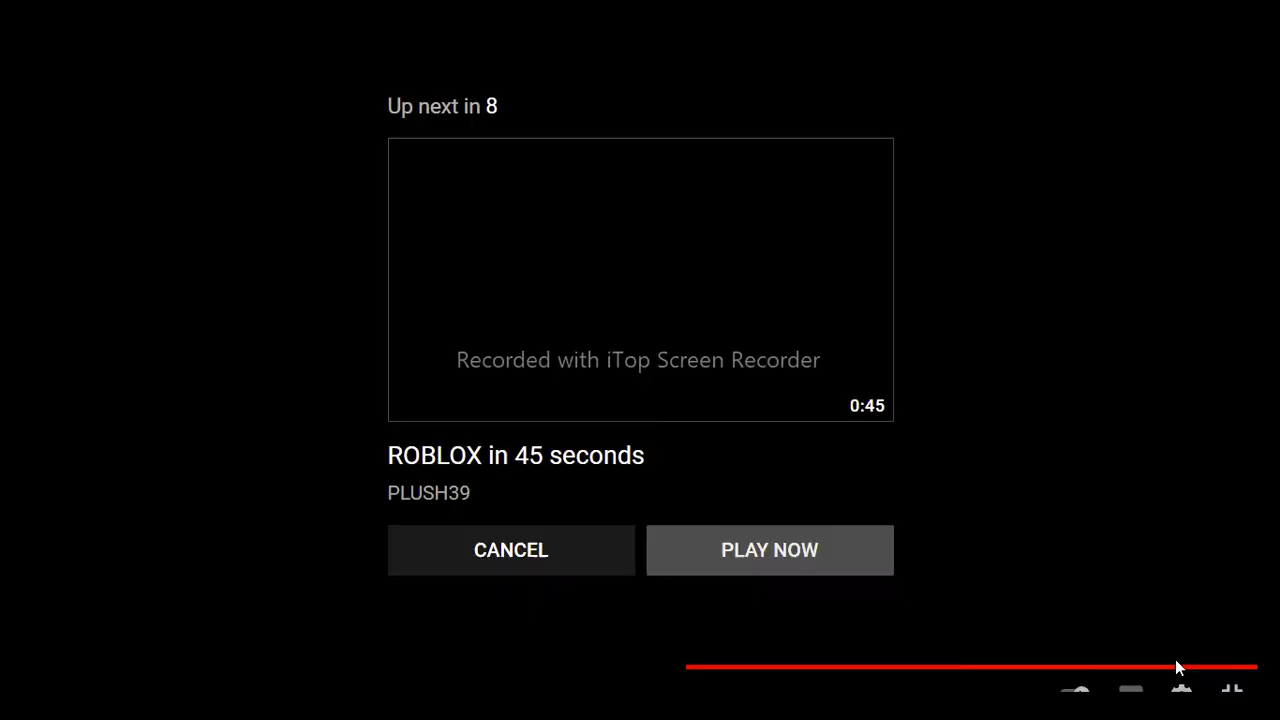 Up next in 8
Recorded with iTop Screen Recorder
0:45
ROBLOX in 45 seconds
PLUSH39
CANCEL
PLAY NOW